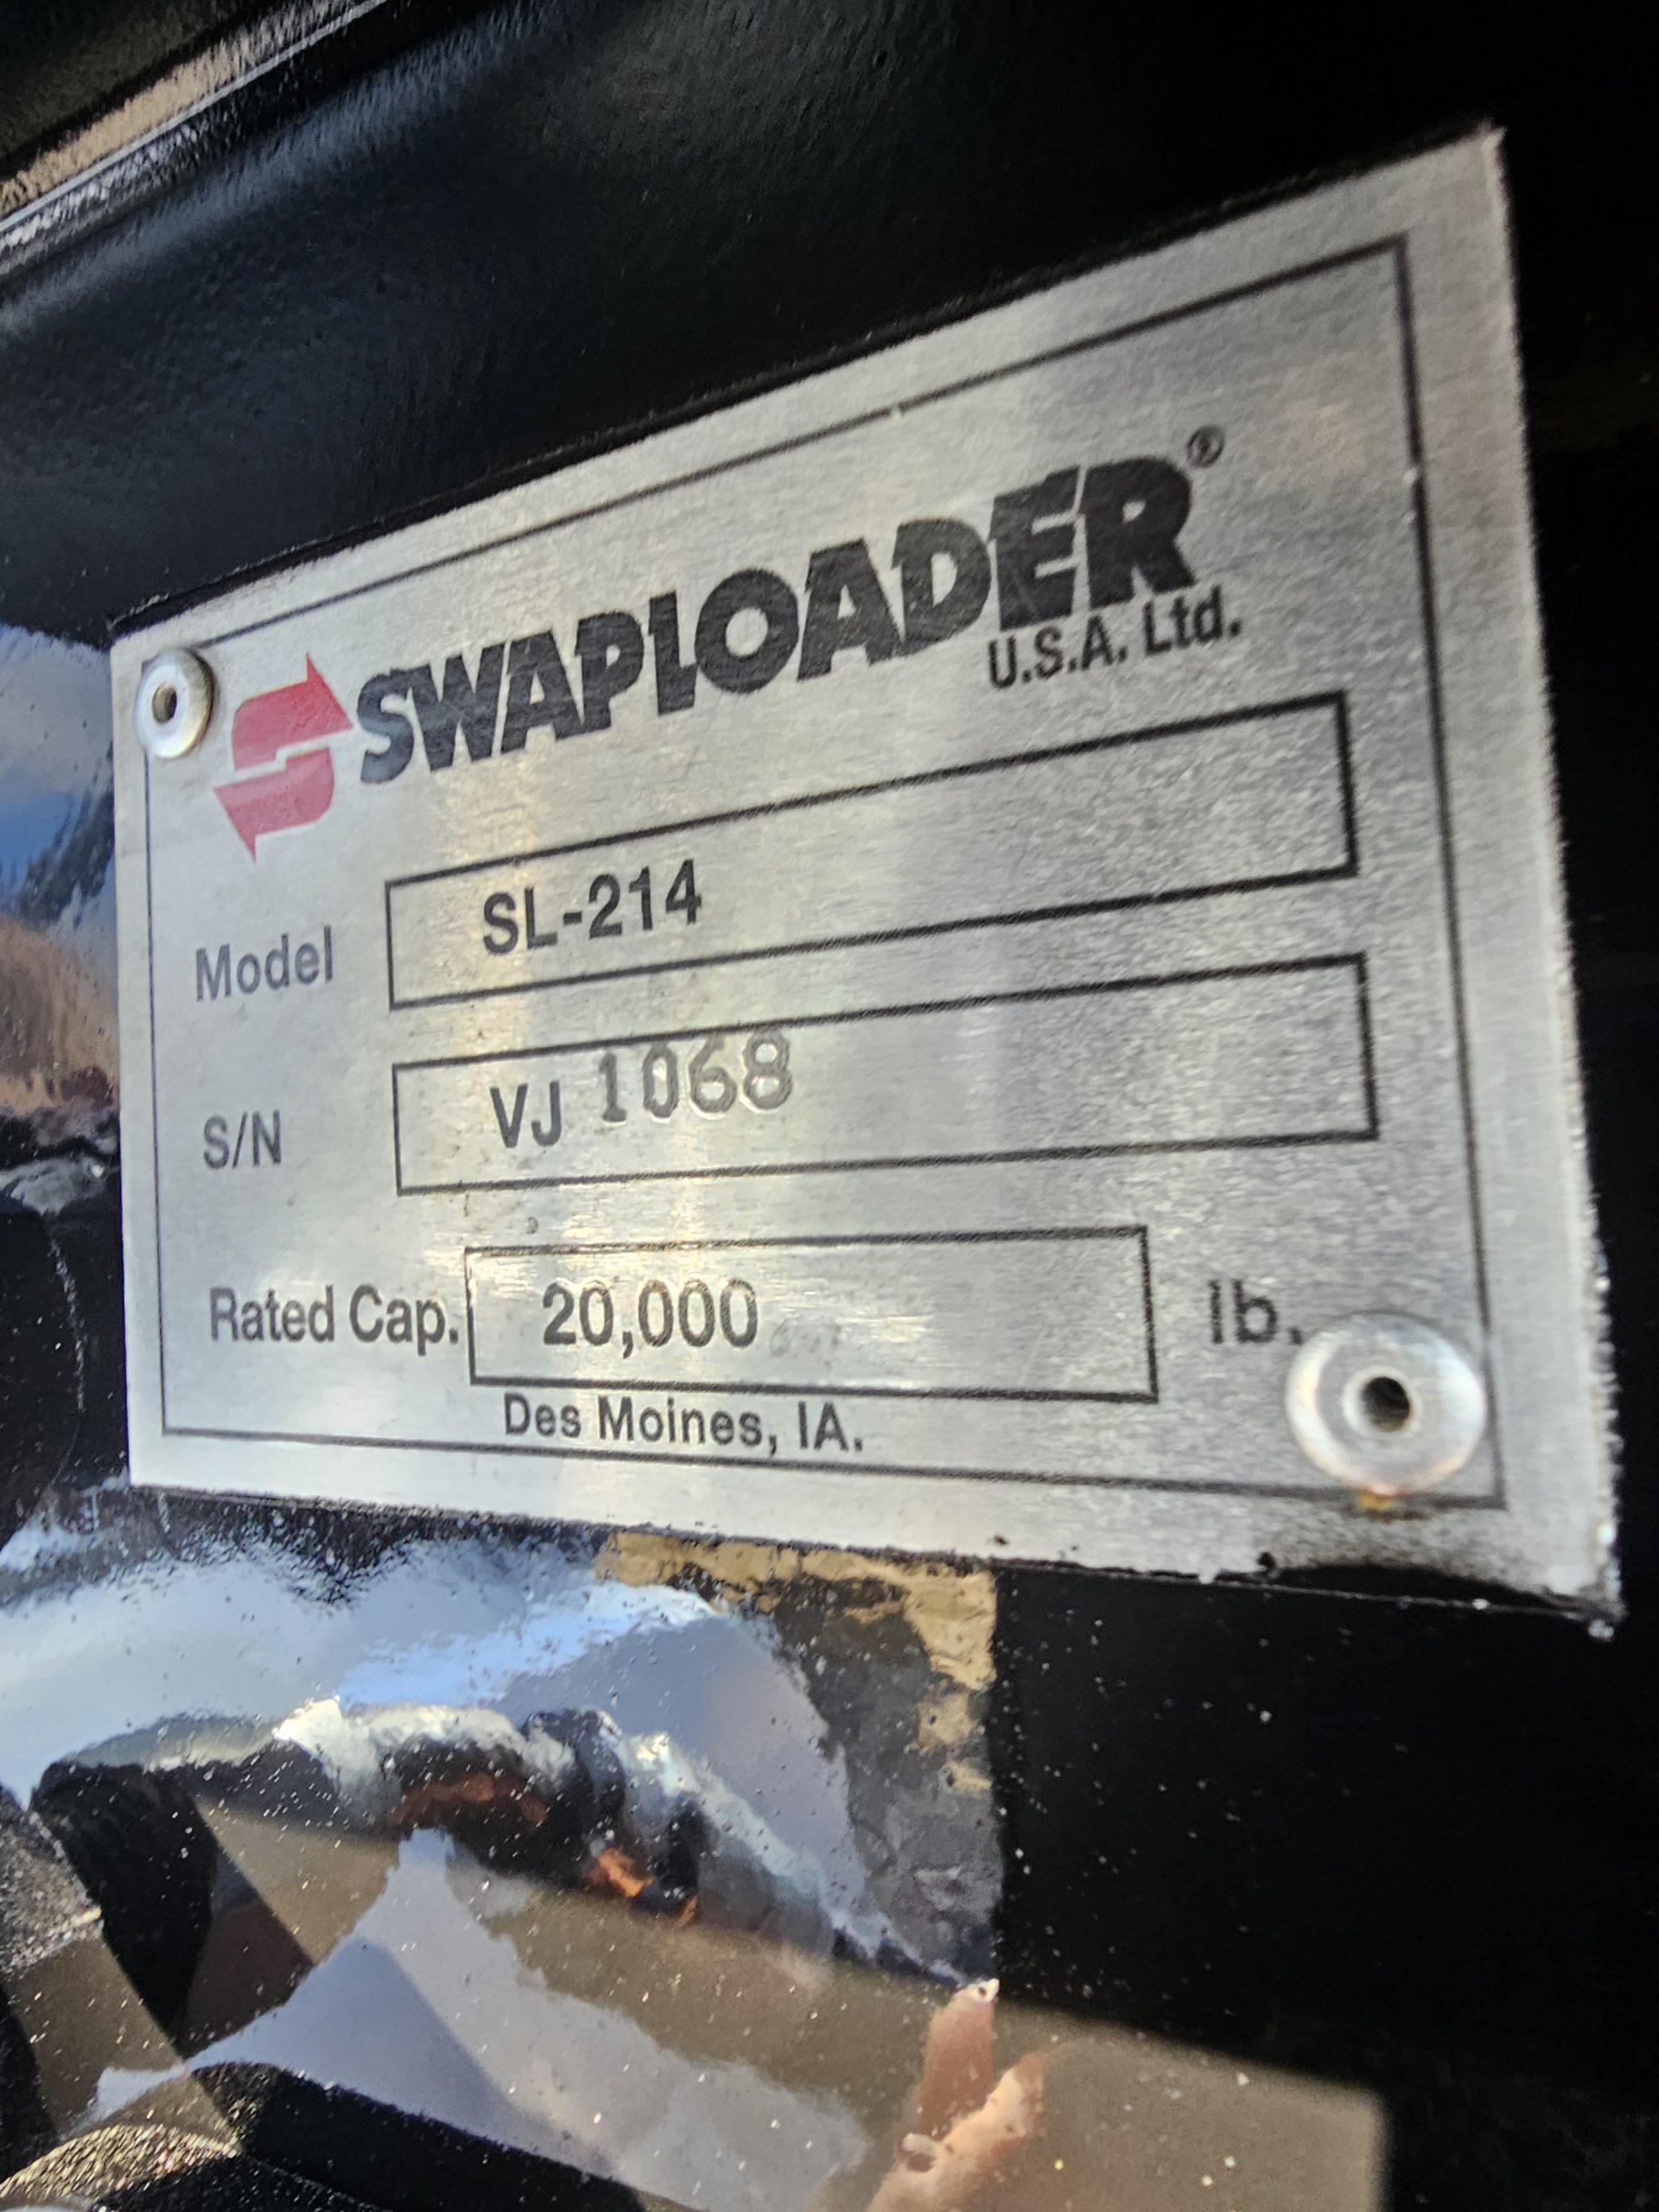 SWAPLOADER®
U.S.A. Ltd.
Model SL-214
S/N VJ 1068
Rated Cap. 20,000 lb.
Des Moines, IA.